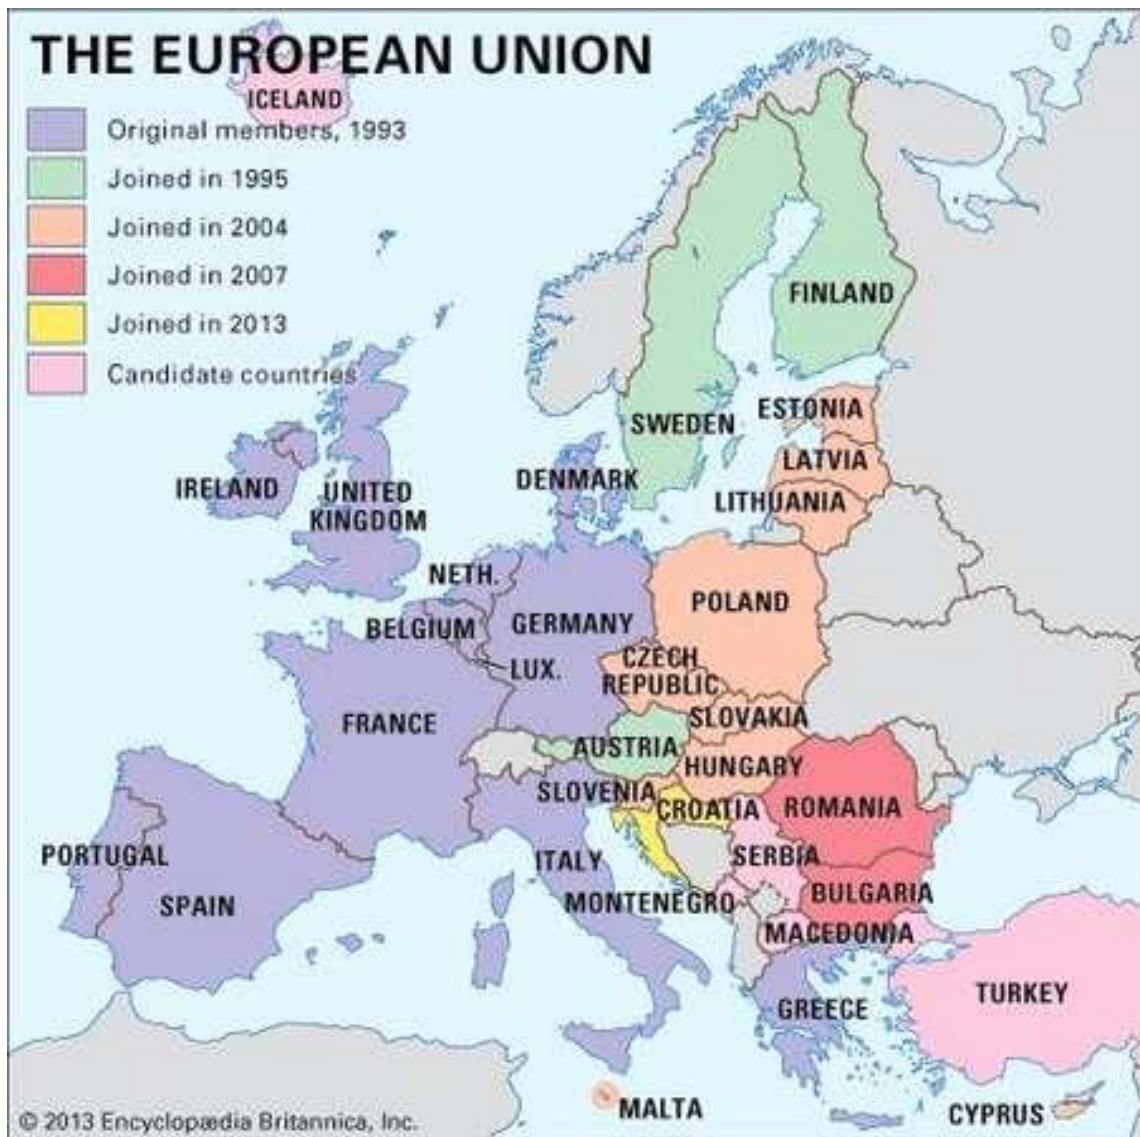 THE EUROPEAN UNION
ICELAND
Original members, 1993
Joined in 1995
Joined in 2004
Joined in 2007
Joined in 2013
Candidate countries
FINLAND
SWEDEN
ESTONIA
LATVIA
LITHUANIA
DENMARK
IRELAND
UNITED
KINGDOM
NETH.
BELGIUM
GERMANY
POLAND
LUX.
CZECH
REPUBLIC
SLOVAKIA
FRANCE
AUSTRIA
HUNGARY
SLOVENIA
CROATIA
ROMANIA
PORTUGAL
SPAIN
ITALY
SERBIA
MONTENEGRO
BULGARIA
MACEDONIA
TURKEY
GREECE
MALTA
CYPRUS
© 2013 Encyclopædia Britannica, Inc.